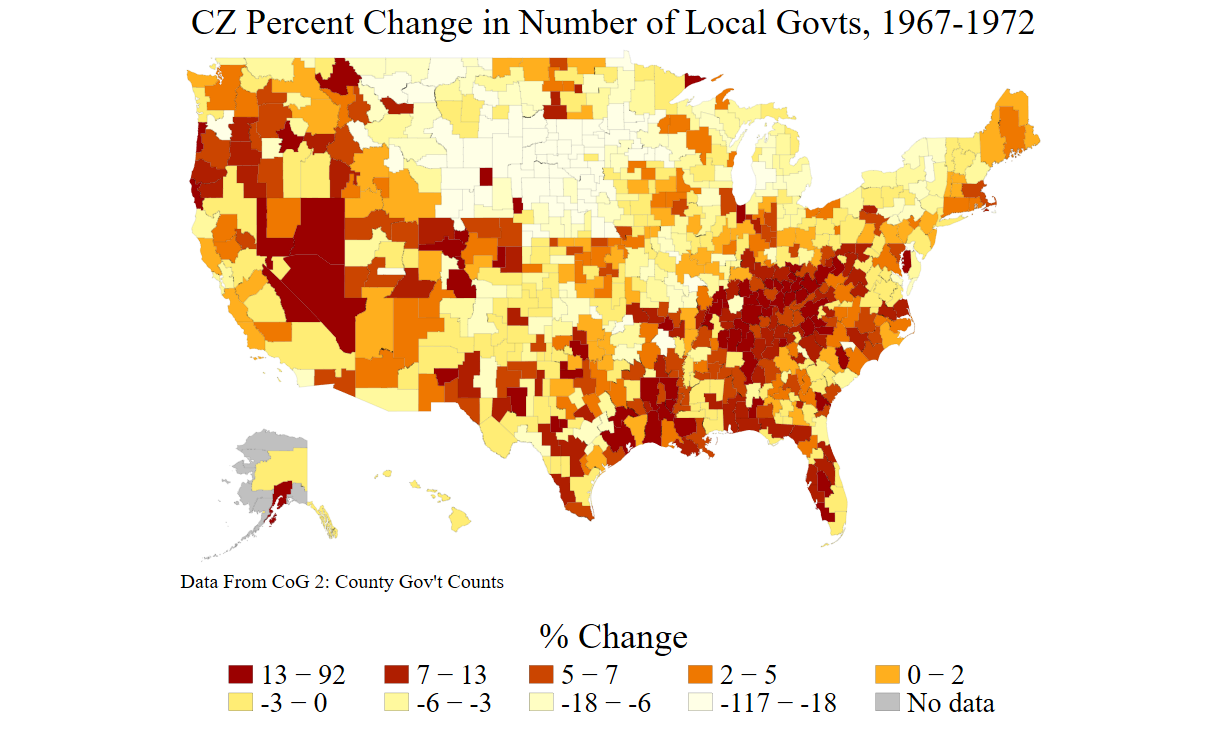 CZ Percent Change in Number of Local Govts, 1967-1972
Data From CoG 2: County Gov't Counts
% Change
13 − 92 7 − 13 5 − 7 2 − 5 0 − 2
-3 − 0 -6 − -3 -18 − -6 -117 − -18 No data